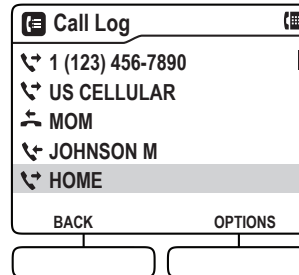 Call Log
1 (123) 456-7890
US CELLULAR
MOM
JOHNSON M
HOME
BACK OPTIONS